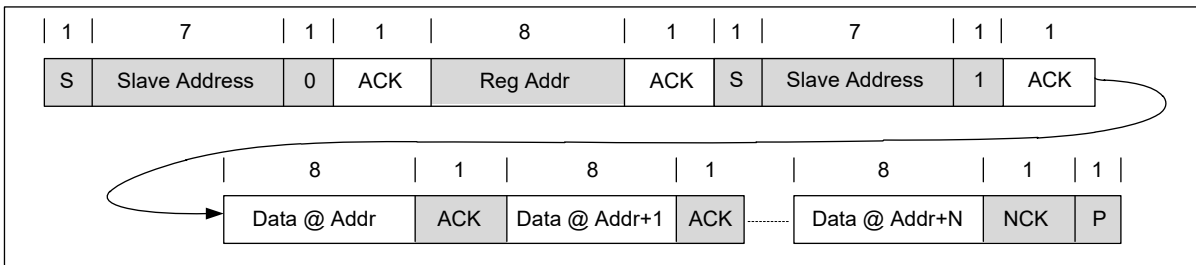 1 7 1 1 8 1 1 7 1 1
S Slave Address 0 ACK Reg Addr ACK S Slave Address 1 ACK
8 1 8 1 8 1 1
Data @ Addr ACK Data @ Addr+1 ACK Data @ Addr+N NCK P